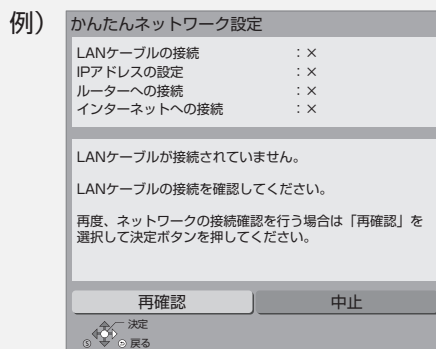 例）
かんたんネットワーク設定
LANケーブルの接続 ：×
IPアドレスの設定 ：×
ルーターへの接続 ：×
インターネットへの接続 ：×
LANケーブルが接続されていません。
LANケーブルの接続を確認してください。
再度、ネットワークの接続確認を行う場合は「再確認」を
選択して決定ボタンを押してください。
再確認 中止
決定
戻る